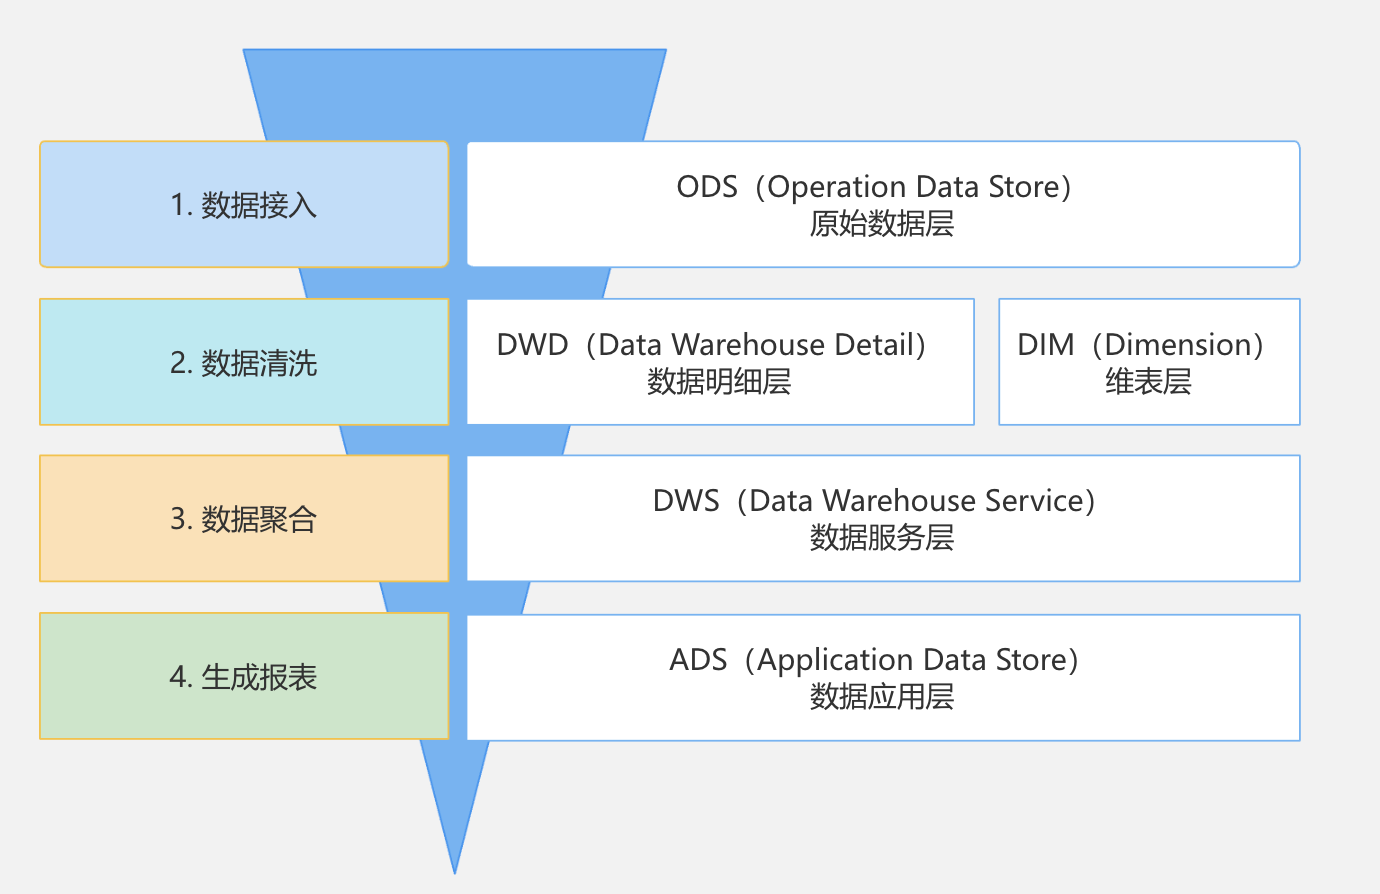 1. 数据接入
ODS（Operation Data Store）
原始数据层
2. 数据清洗
DWD（Data Warehouse Detail）
数据明细层
DIM（Dimension）
维表层
3. 数据聚合
DWS（Data Warehouse Service）
数据服务层
4. 生成报表
ADS（Application Data Store）
数据应用层